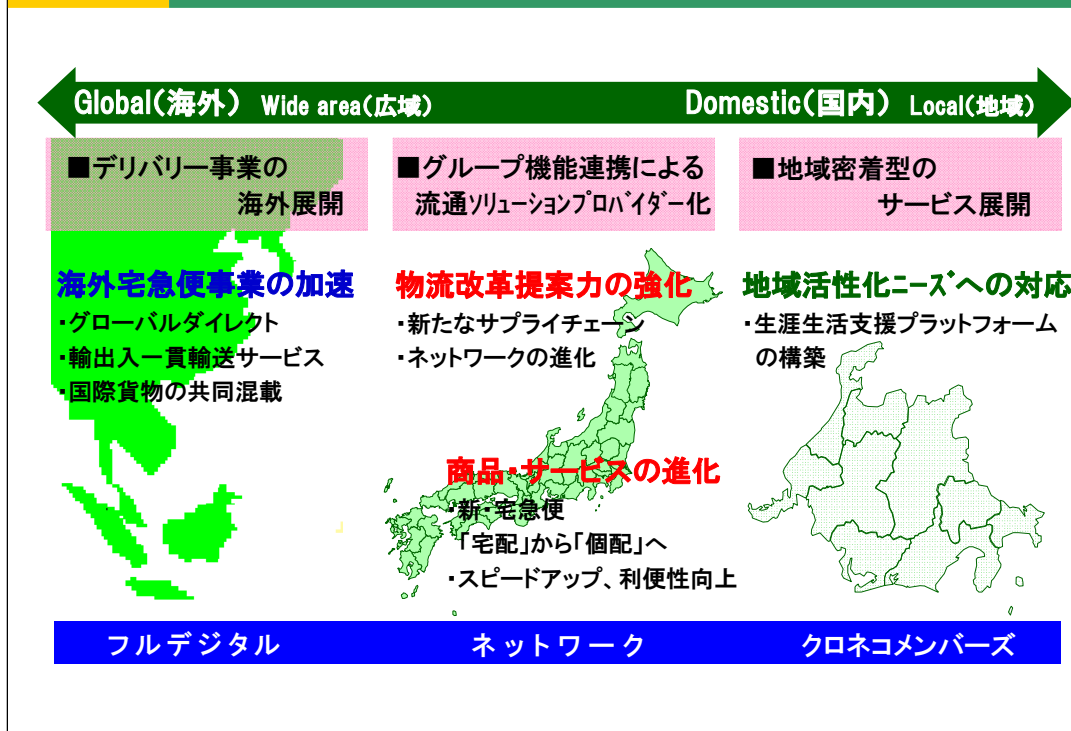 Global(海外) Wide area(広域)
Domestic(国内) Local(地域)
■デリバリー事業の
海外展開
海外宅急便事業の加速
・グローバルダイレクト
・輸出入一貫輸送サービス
・国際貨物の共同混載
■グループ機能連携による
流通ｿﾘｭｰｼｮﾝﾌﾟﾛﾊﾞｲﾀﾞｰ化
物流改革提案力の強化
・新たなサプライチェーン
・ネットワークの進化
商品・サービスの進化
・新・宅急便
「宅配」から「個配」へ
・スピードアップ、利便性向上
■地域密着型の
サービス展開
地域活性化ﾆｰｽﾞへの対応
・生涯生活支援プラットフォーム
の構築
フルデジタル
ネットワーク
クロネコメンバーズ